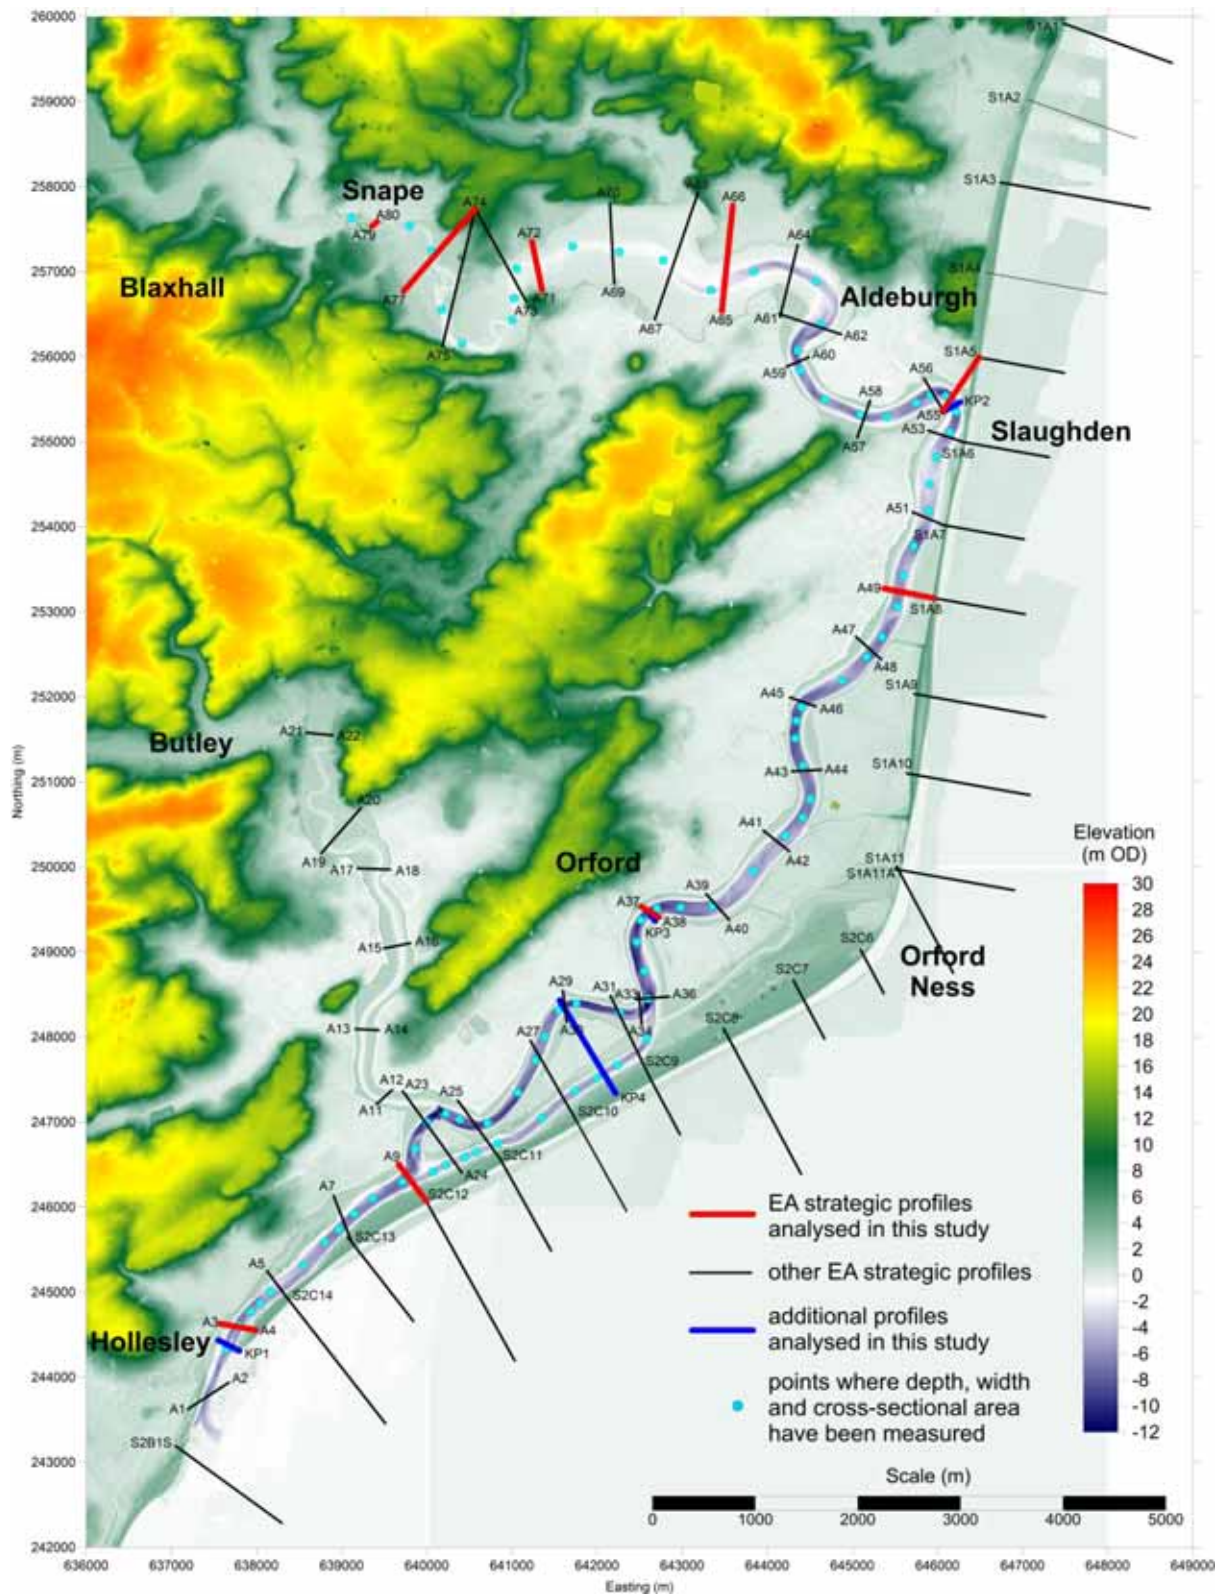 260000
259000
258000
257000
256000
255000
254000
253000
252000
251000
250000
249000
248000
247000
246000
245000
244000
243000
242000
Northing (m)
S1A1
S1A2
S1A3
Snape
A80
A79
A74
A72
A66
A64
S1A4
Blaxhall
A77
A71
A73
A69
A67
A65
A61
A62
Aldeburgh
A75
A60
A59
A56
S1A5
A58
A55
KP2
A53
Slaughden
A57
S1A6
A51
S1A7
A49
S1A8
A47
A48
S1A9
A45
A46
Butley
A21
A22
A43
A44
S1A10
A20
A41
A42
A19
A17
A18
Orford
S1A11
S1A11A
A39
A37
A38
A40
KP3
A15
A16
S2C6
Orford
Ness
A29
A31
A33
A36
S2C7
A13
A14
A27
A34
S2C8
S2C9
A12
A23
A25
KP4
A11
S2C10
A9
S2C11
A24
A7
S2C12
S2C13
A5
S2C14
A3
A4
Hollesley
KP1
A2
A1
S2B1S
Elevation
(m OD)
30
28
26
24
22
20
18
16
14
12
10
8
6
4
2
0
-2
-4
-6
-8
-10
-12
EA strategic profiles
analysed in this study
other EA strategic profiles
additional profiles
analysed in this study
points where depth, width
and cross-sectional area
have been measured
Scale (m)
0 1000 2000 3000 4000 5000
636000 637000 638000 639000 640000 641000 642000 643000 644000 645000 646000 647000 648000 649000
Easting (m)